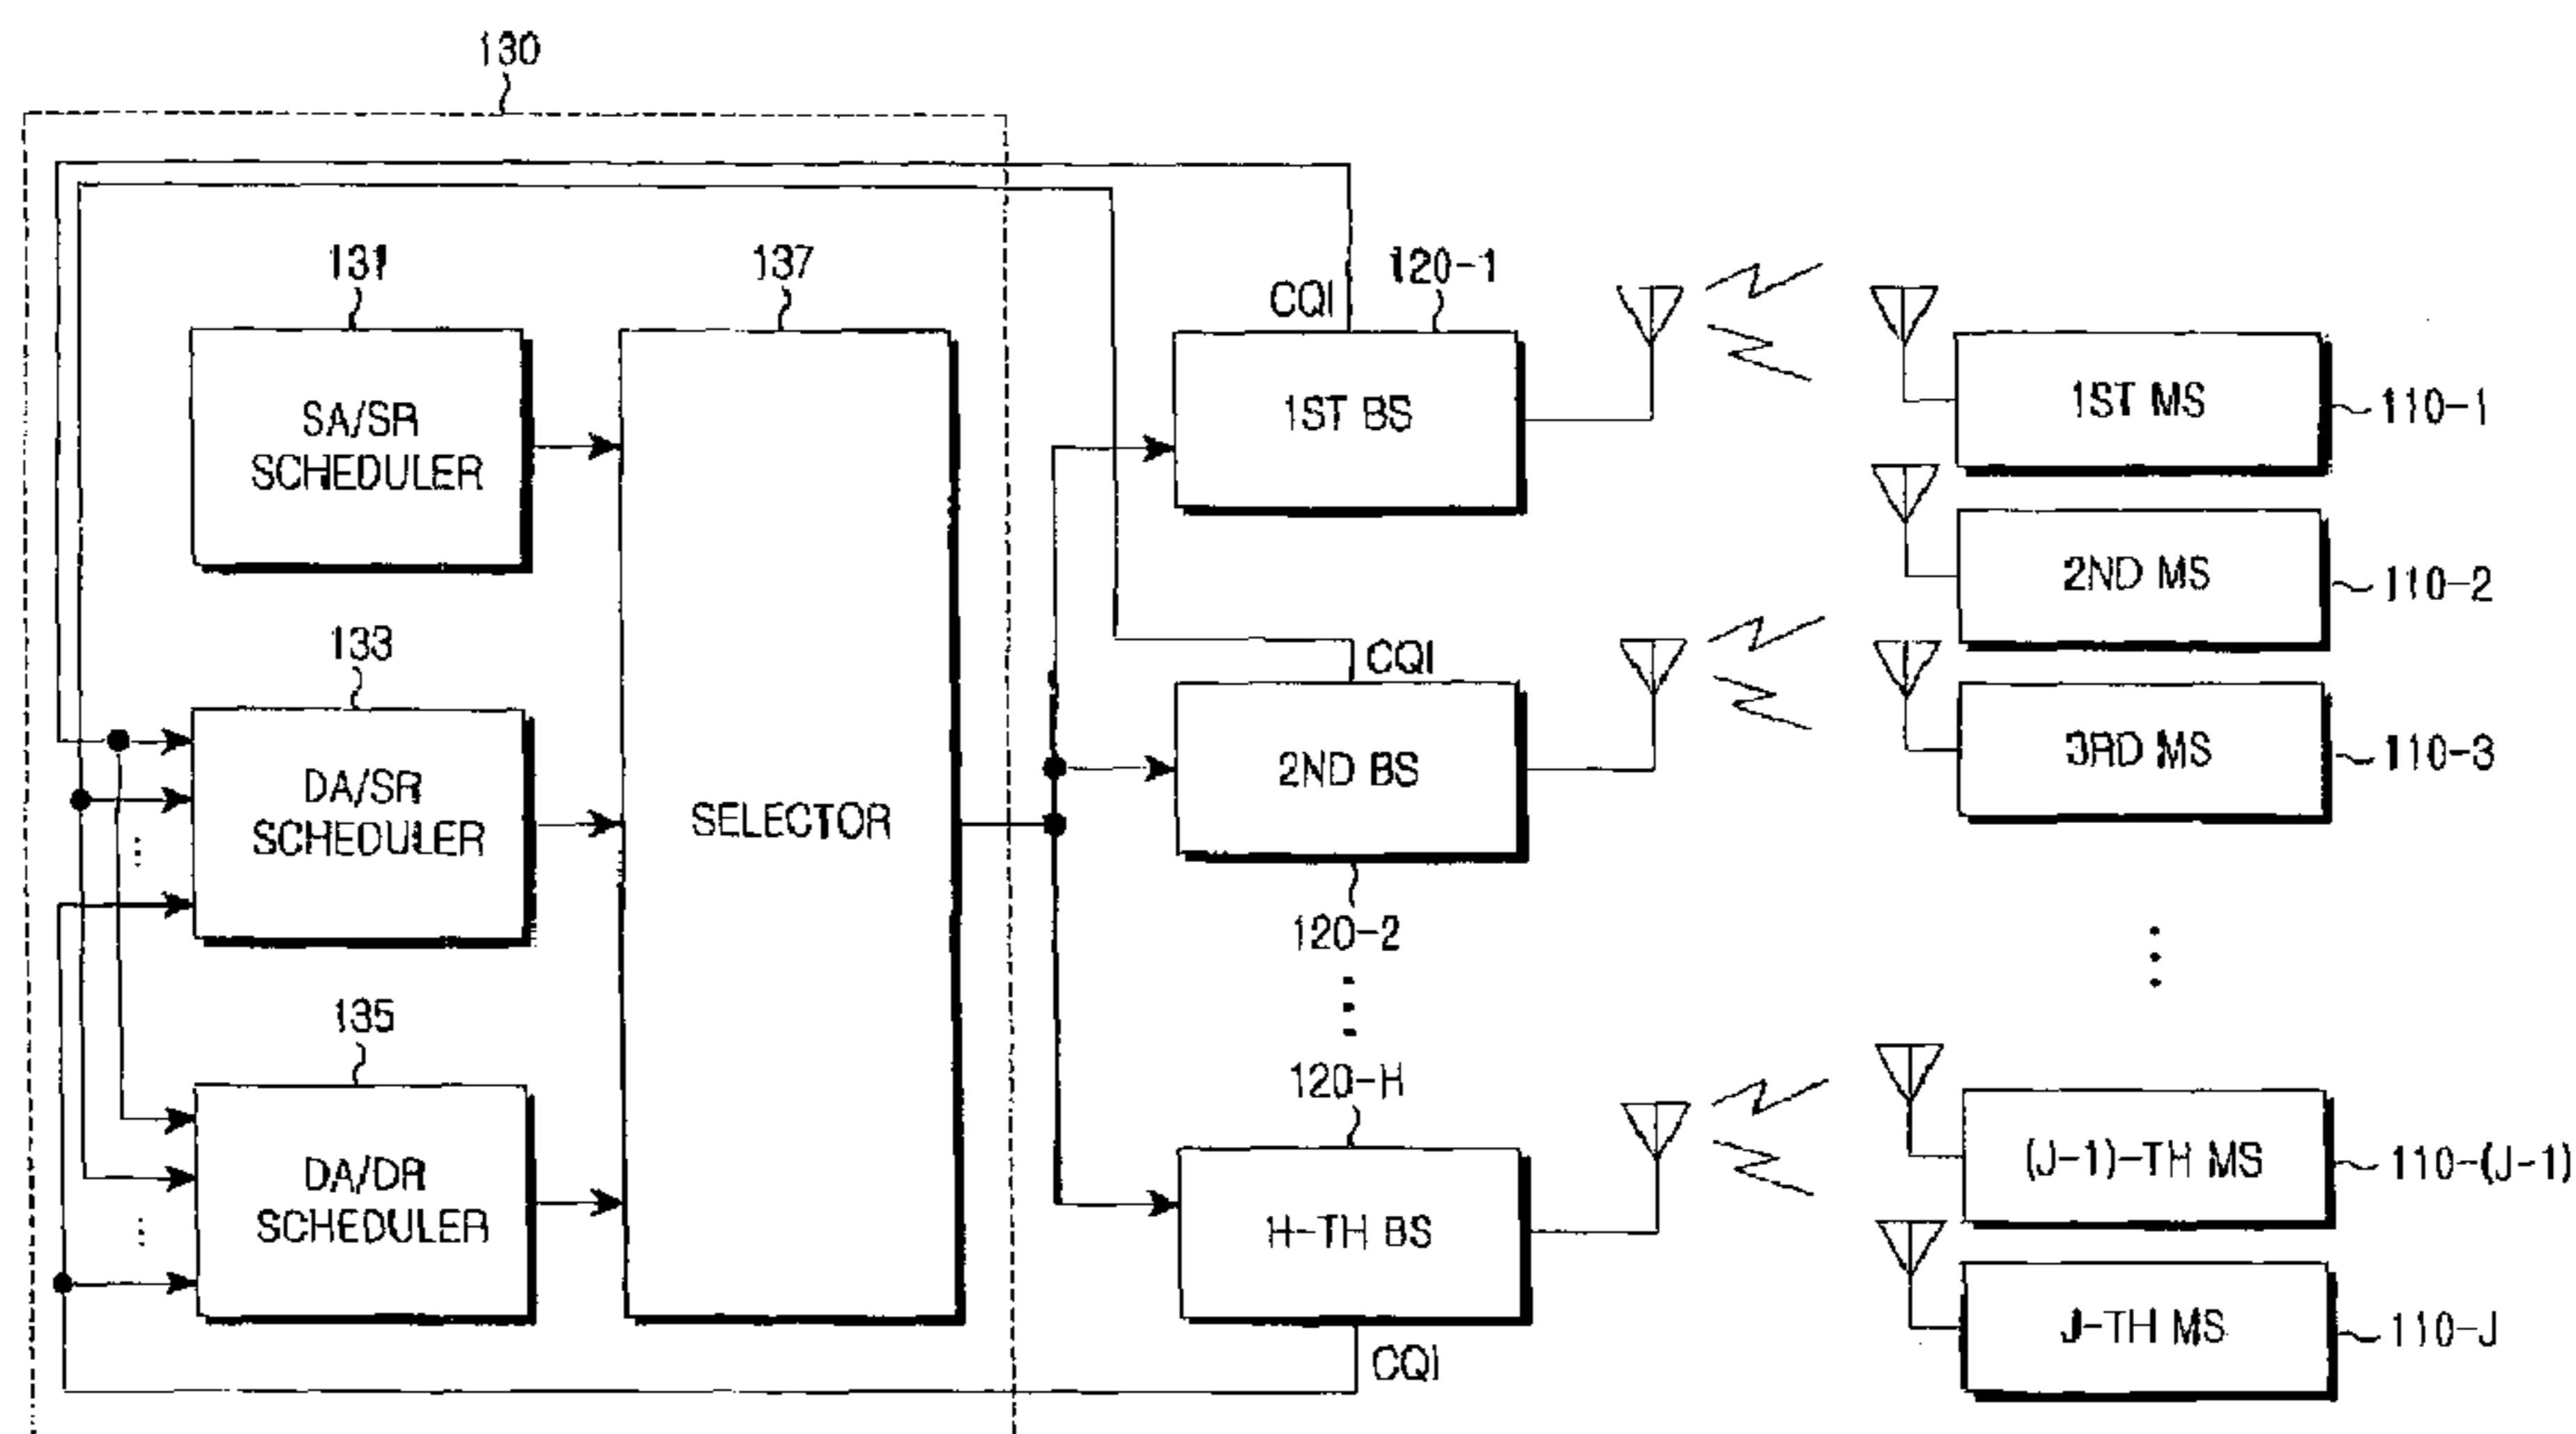 130
131
137
120-1
CQI
SA/SR
SCHEDULER
1ST BS
1ST MS
110-1
2ND MS
110-2
133
CQI
DA/SR
SCHEDULER
SELECTOR
2ND BS
3RD MS
110-3
120-2
⋮
⋮
135
120-H
DA/DR
SCHEDULER
H-TH BS
(J-1)-TH MS
110-(J-1)
CQI
J-TH MS
110-J